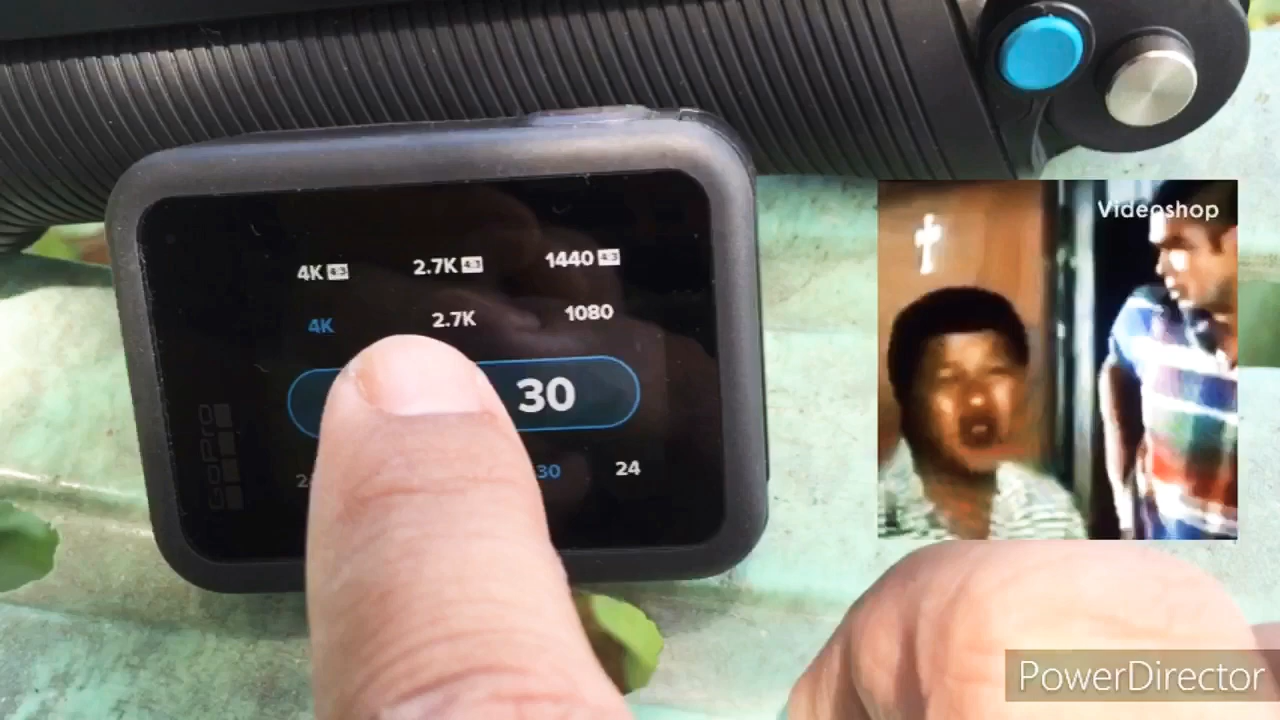 4K 4:3 2.7K 4:3 1440 4:3
4K 2.7K 1080
30
30 24
GoPro
Videoshop
PowerDirector